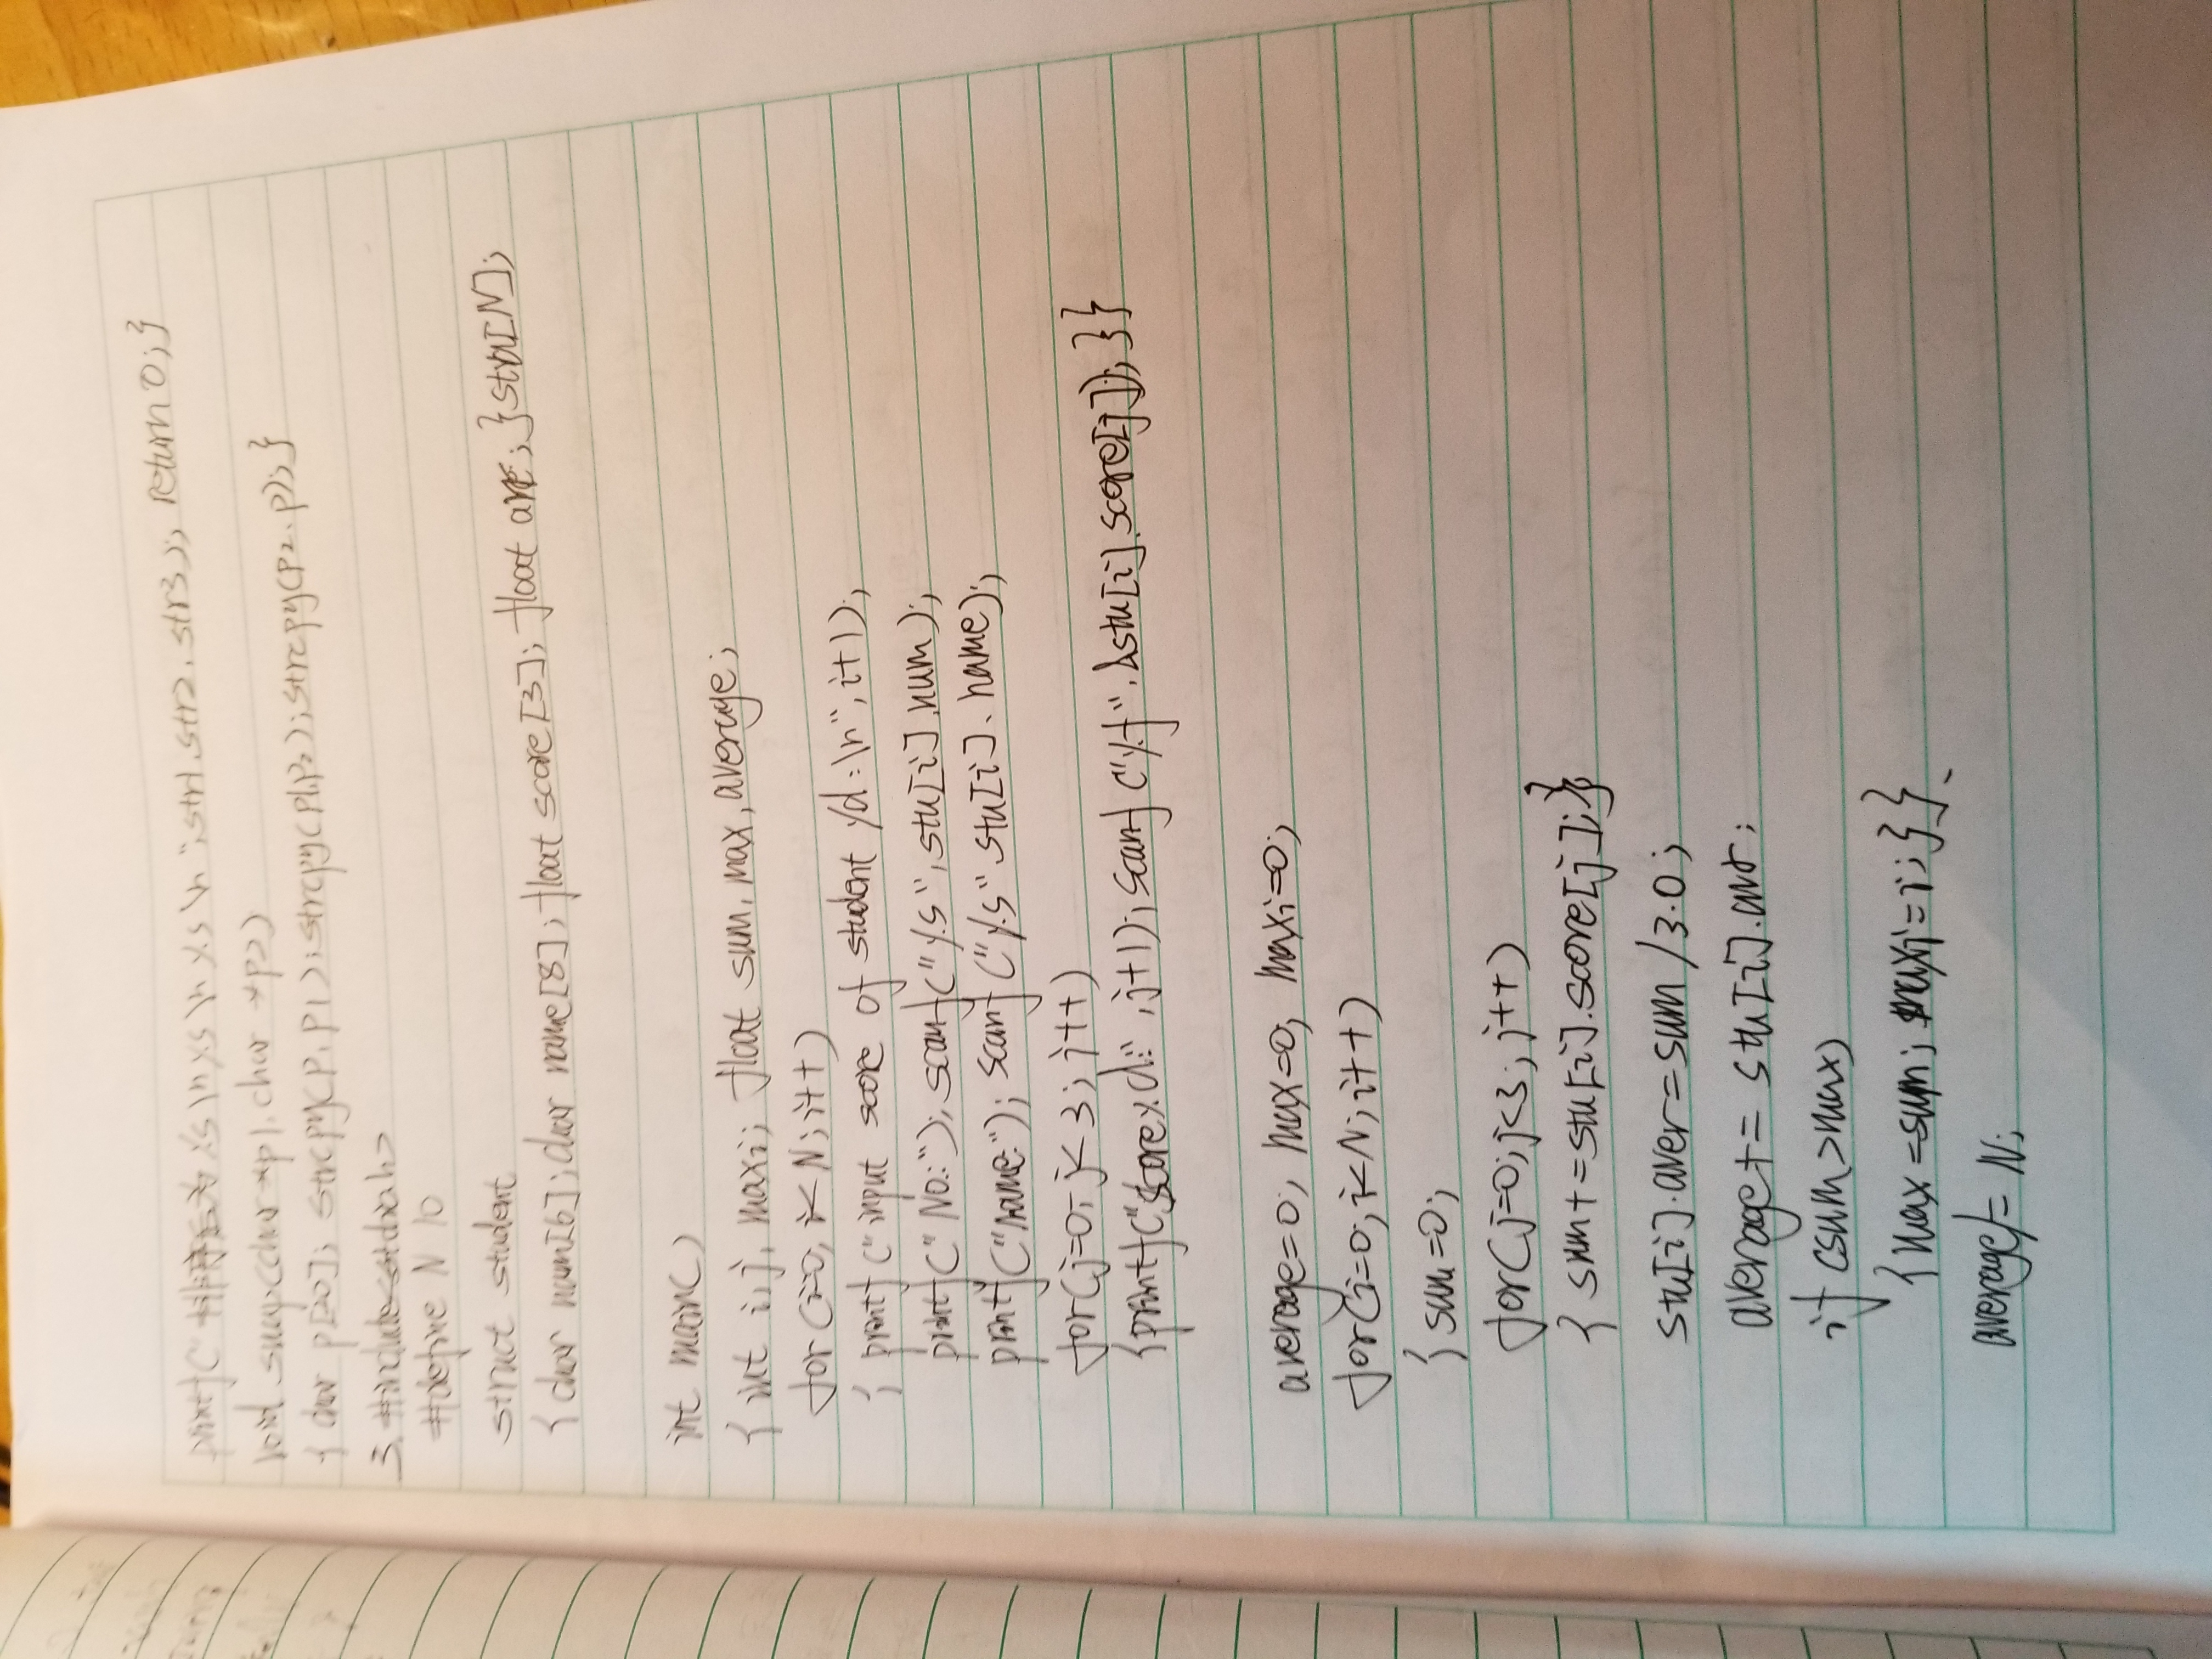 printf("排序后为%s\n%s\n%s\n";str1.str2.str3); return 0;}
void swap(char *p1.char *p2)
{char p[20]; strcpy(p,p1);strcpy(p1,p2);strcpy(p2,p);}
3.#include<stdio.h>
#define N 10
struct student
{char num[6];char name[8];float score[3];float ave;}stu[N];
int main()
{int i,j,maxi; float sum,max,average;
for(i=0,i<N;i++)
{printf("input score of student %d:\n",i+1);
printf("NO.:");scanf("%s",stu[i].num);
printf("name:");scanf("%s"stu[i].name);
for(j=0;j<3;j++)
{printf("score%d:",j+1);scanf("%f".&stu[i].score[j]);}}
average=0; max=0; maxi=0;
for(i=0;i<N;i++)
{sum=0;
for(j=0;j<3;j++)
{sum+=stu[i].score[j];}
stu[i].aver=sum/3.0;
average+=stu[i].avr;
if(sum>max)
{max=sum; maxi=i;}}
average/=N;